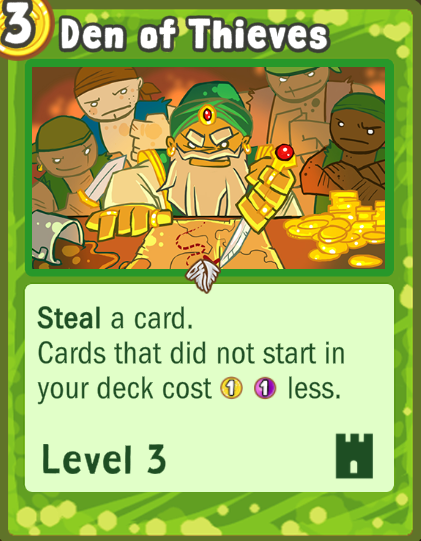 3 Den of Thieves
Steal a card.
Cards that did not start in
your deck cost 1 1 less.
Level 3